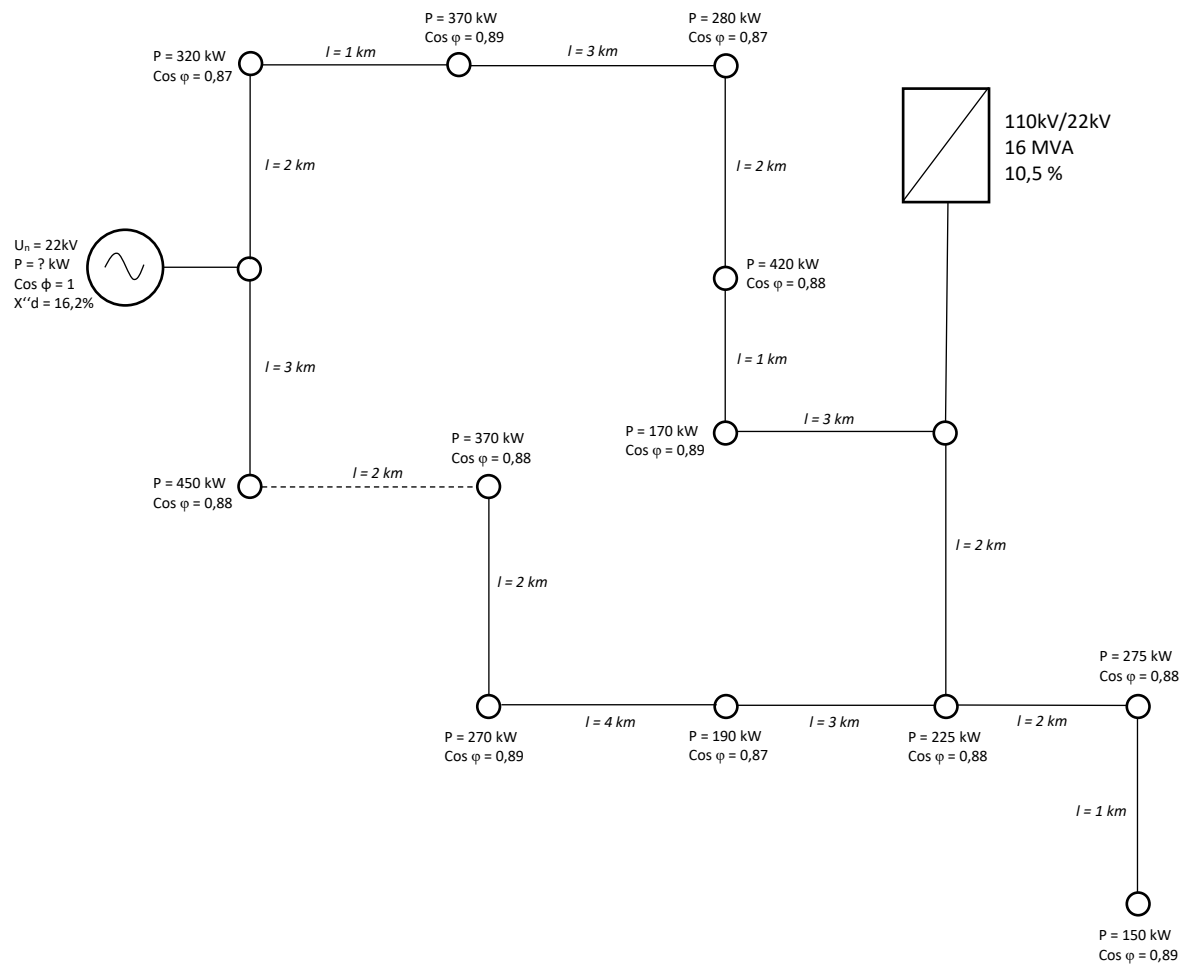 P = 370 kW
Cos φ = 0,89
P = 280 kW
Cos φ = 0,87
P = 320 kW
Cos φ = 0,87
l = 1 km
l = 3 km
110kV/22kV
16 MVA
10,5 %
l = 2 km
l = 2 km
Uₙ = 22kV
P = ? kW
Cos ϕ = 1
X‘‘d = 16,2%
P = 420 kW
Cos φ = 0,88
l = 3 km
l = 1 km
P = 170 kW
Cos φ = 0,89
l = 3 km
P = 370 kW
Cos φ = 0,88
P = 450 kW
Cos φ = 0,88
l = 2 km
l = 2 km
l = 2 km
P = 275 kW
Cos φ = 0,88
P = 270 kW
Cos φ = 0,89
l = 4 km
P = 190 kW
Cos φ = 0,87
l = 3 km
P = 225 kW
Cos φ = 0,88
l = 2 km
l = 1 km
P = 150 kW
Cos φ = 0,89